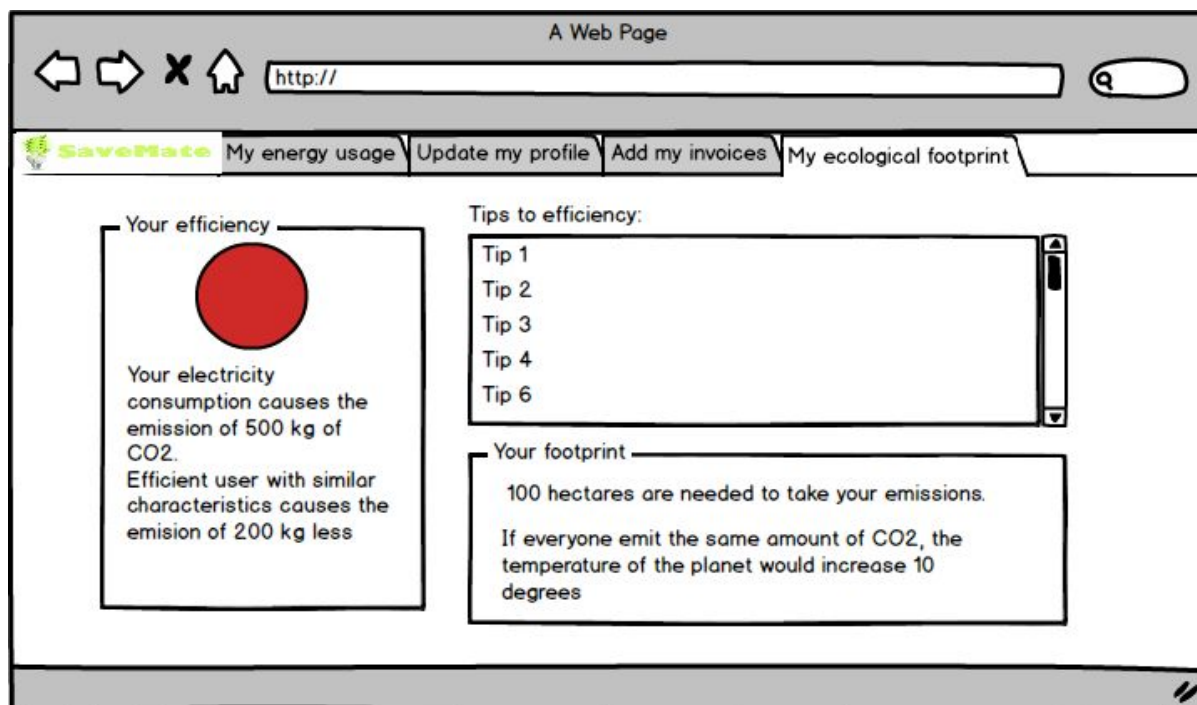 A Web Page
http://
SaveMate
My energy usage
Update my profile
Add my invoices
My ecological footprint
Your efficiency
Your electricity
consumption causes the
emission of 500 kg of
CO2.
Efficient user with similar
characteristics causes the
emision of 200 kg less
Tips to efficiency:
Tip 1
Tip 2
Tip 3
Tip 4
Tip 6
Your footprint
100 hectares are needed to take your emissions.
If everyone emit the same amount of CO2, the
temperature of the planet would increase 10
degrees